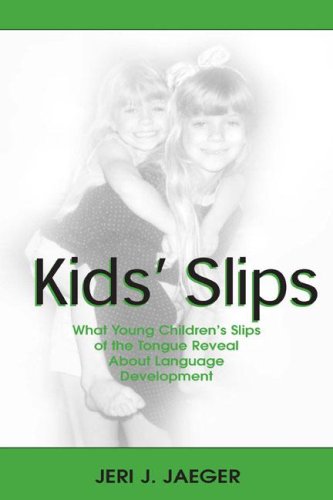 Kids' Slips
What Young Children's Slips
of the Tongue Reveal
About Language
Development
JERI J. JAEGER